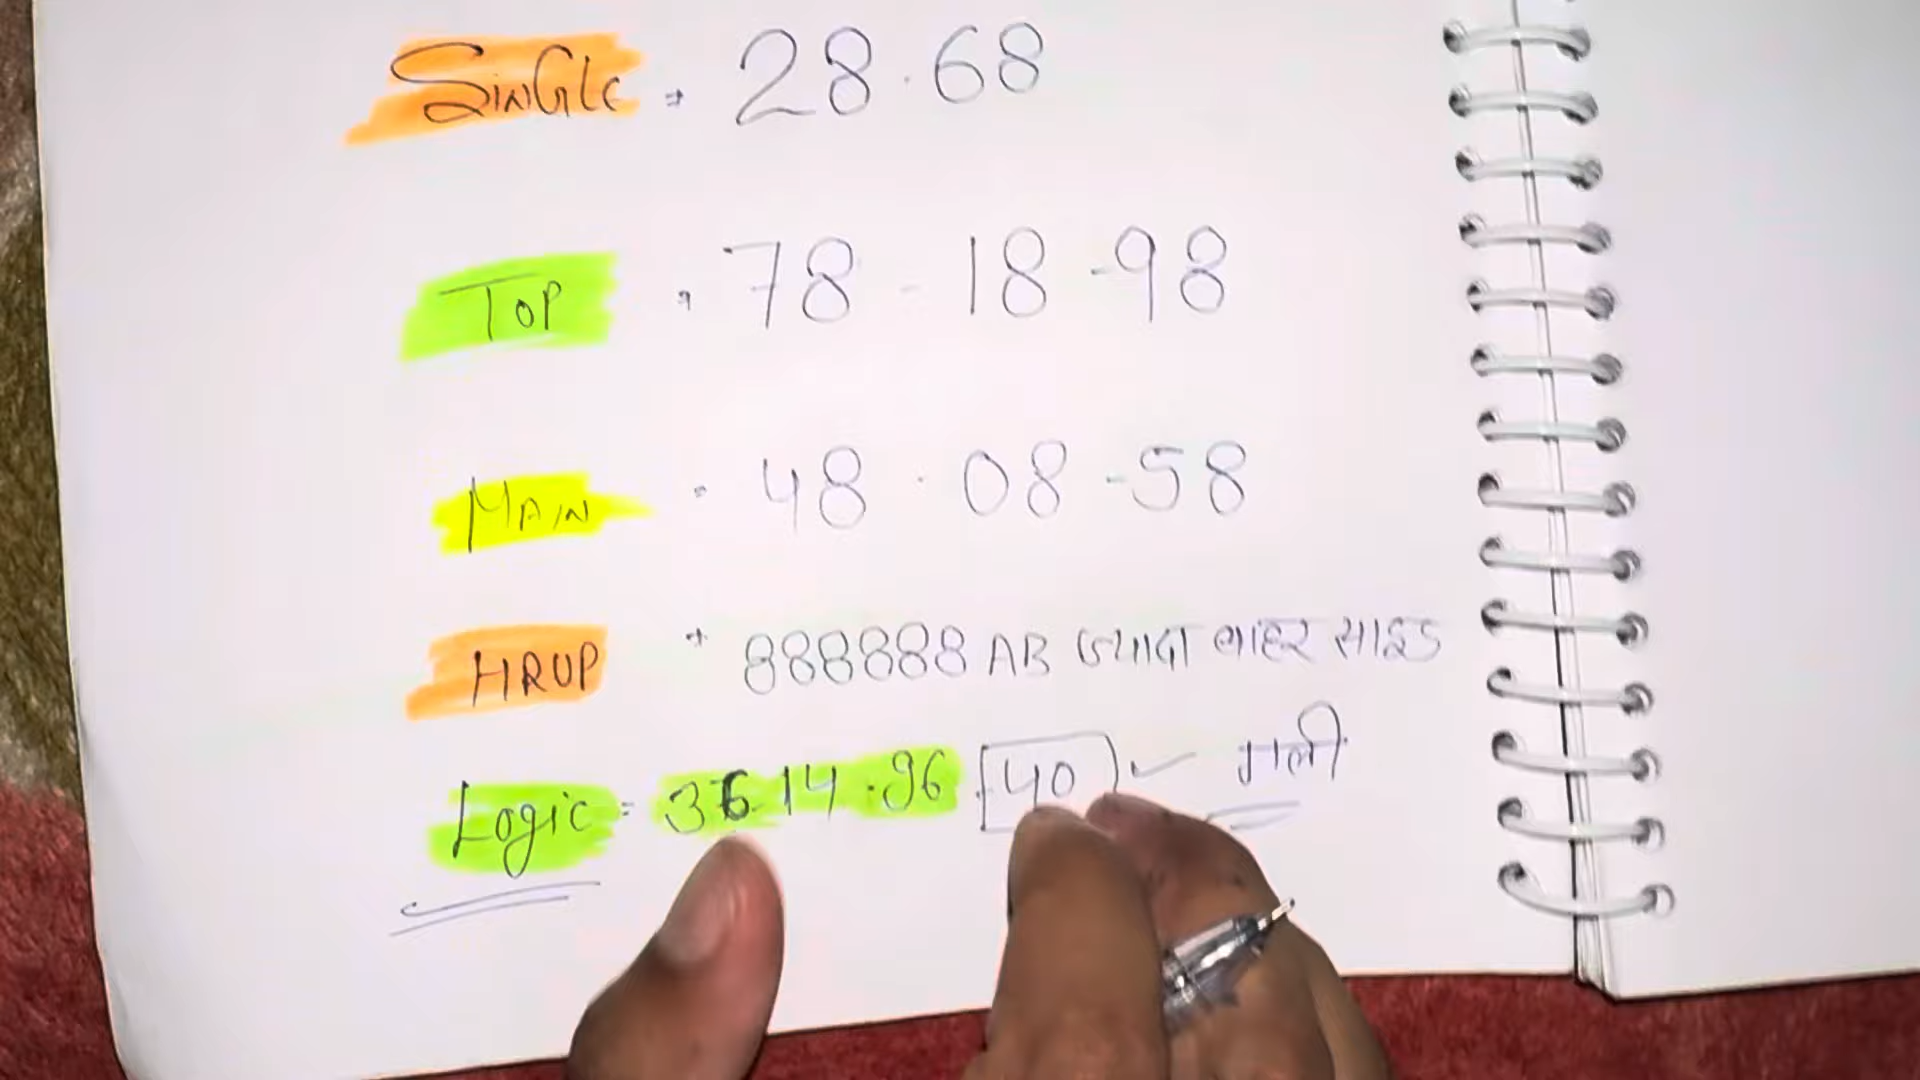 SINGLE → 28.68
TOP → 78 - 18 - 98
MAIN • 48 . 08 - 58
HRUP → 888888 AB ज्यादा बाहर साइड
Logic = 36 14 . 96 . 40 ✓ गली